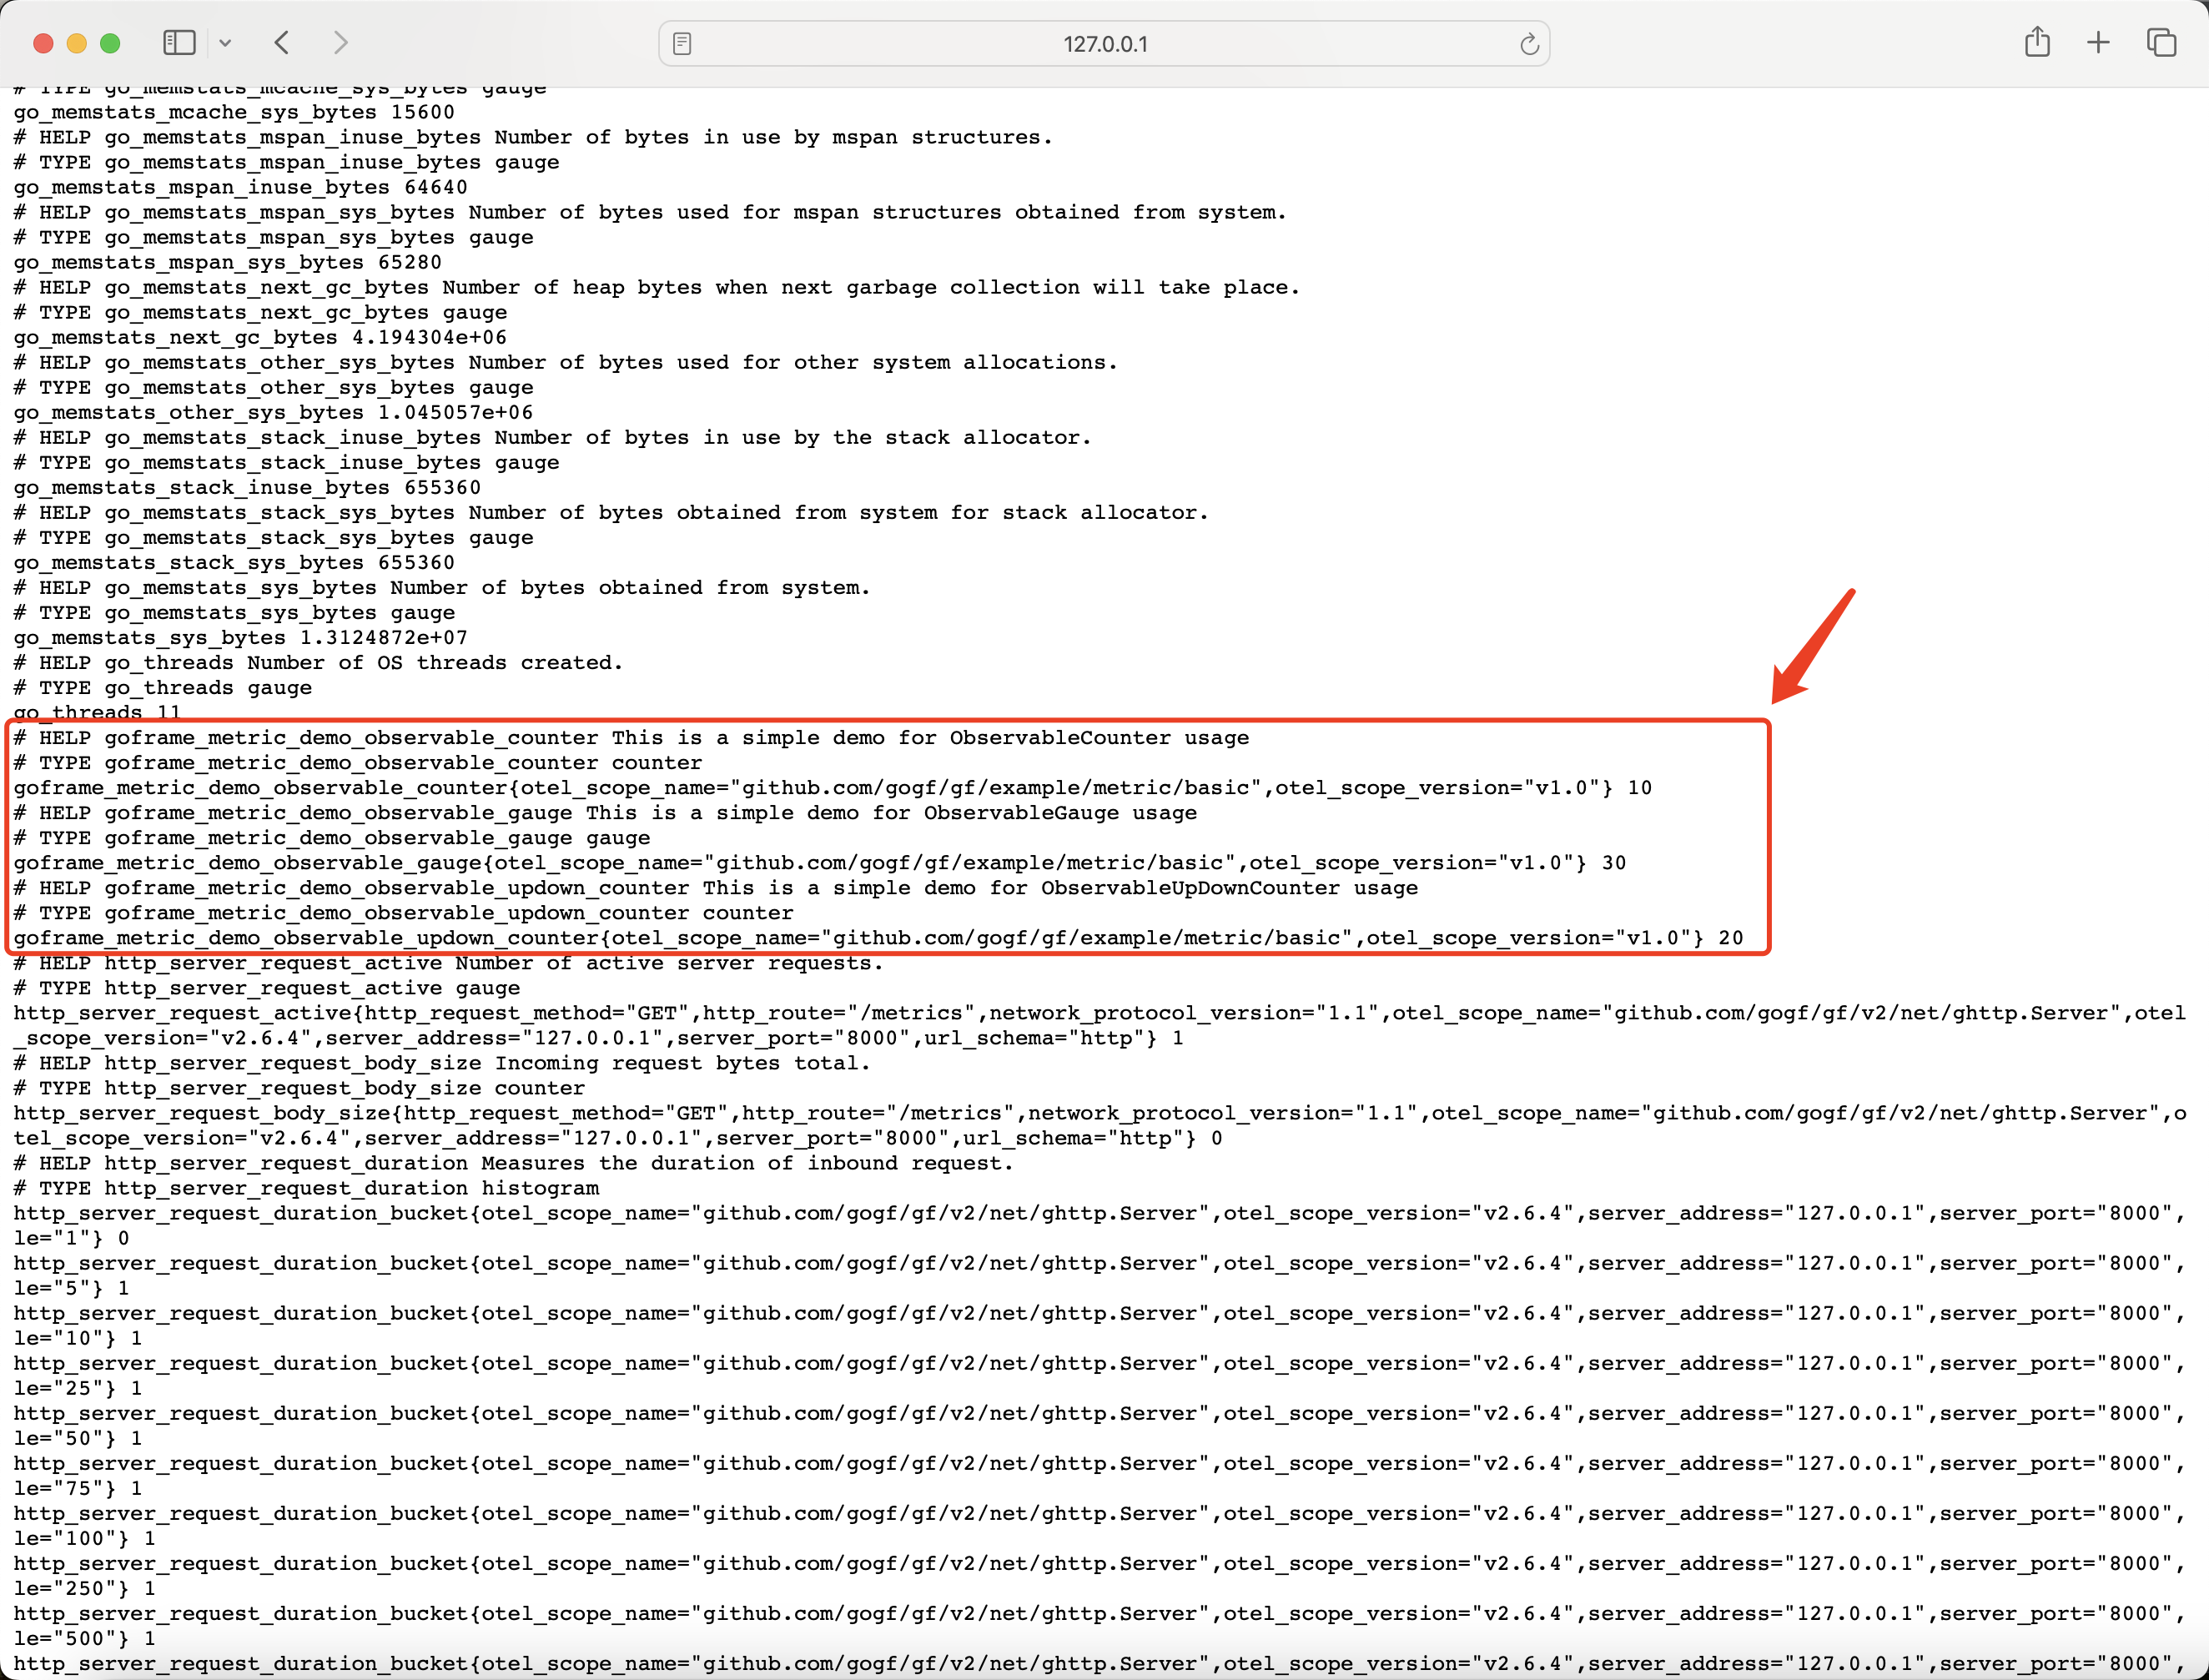 127.0.0.1
# TYPE go_memstats_mcache_sys_bytes gauge
go_memstats_mcache_sys_bytes 15600
# HELP go_memstats_mspan_inuse_bytes Number of bytes in use by mspan structures.
# TYPE go_memstats_mspan_inuse_bytes gauge
go_memstats_mspan_inuse_bytes 64640
# HELP go_memstats_mspan_sys_bytes Number of bytes used for mspan structures obtained from system.
# TYPE go_memstats_mspan_sys_bytes gauge
go_memstats_mspan_sys_bytes 65280
# HELP go_memstats_next_gc_bytes Number of heap bytes when next garbage collection will take place.
# TYPE go_memstats_next_gc_bytes gauge
go_memstats_next_gc_bytes 4.194304e+06
# HELP go_memstats_other_sys_bytes Number of bytes used for other system allocations.
# TYPE go_memstats_other_sys_bytes gauge
go_memstats_other_sys_bytes 1.045057e+06
# HELP go_memstats_stack_inuse_bytes Number of bytes in use by the stack allocator.
# TYPE go_memstats_stack_inuse_bytes gauge
go_memstats_stack_inuse_bytes 655360
# HELP go_memstats_stack_sys_bytes Number of bytes obtained from system for stack allocator.
# TYPE go_memstats_stack_sys_bytes gauge
go_memstats_stack_sys_bytes 655360
# HELP go_memstats_sys_bytes Number of bytes obtained from system.
# TYPE go_memstats_sys_bytes gauge
go_memstats_sys_bytes 1.3124872e+07
# HELP go_threads Number of OS threads created.
# TYPE go_threads gauge
go_threads 11
# HELP goframe_metric_demo_observable_counter This is a simple demo for ObservableCounter usage
# TYPE goframe_metric_demo_observable_counter counter
goframe_metric_demo_observable_counter{otel_scope_name="github.com/gogf/gf/example/metric/basic",otel_scope_version="v1.0"} 10
# HELP goframe_metric_demo_observable_gauge This is a simple demo for ObservableGauge usage
# TYPE goframe_metric_demo_observable_gauge gauge
goframe_metric_demo_observable_gauge{otel_scope_name="github.com/gogf/gf/example/metric/basic",otel_scope_version="v1.0"} 30
# HELP goframe_metric_demo_observable_updown_counter This is a simple demo for ObservableUpDownCounter usage
# TYPE goframe_metric_demo_observable_updown_counter counter
goframe_metric_demo_observable_updown_counter{otel_scope_name="github.com/gogf/gf/example/metric/basic",otel_scope_version="v1.0"} 20
# HELP http_server_request_active Number of active server requests.
# TYPE http_server_request_active gauge
http_server_request_active{http_request_method="GET",http_route="/metrics",network_protocol_version="1.1",otel_scope_name="github.com/gogf/gf/v2/net/ghttp.Server",otel
_scope_version="v2.6.4",server_address="127.0.0.1",server_port="8000",url_schema="http"} 1
# HELP http_server_request_body_size Incoming request bytes total.
# TYPE http_server_request_body_size counter
http_server_request_body_size{http_request_method="GET",http_route="/metrics",network_protocol_version="1.1",otel_scope_name="github.com/gogf/gf/v2/net/ghttp.Server",o
tel_scope_version="v2.6.4",server_address="127.0.0.1",server_port="8000",url_schema="http"} 0
# HELP http_server_request_duration Measures the duration of inbound request.
# TYPE http_server_request_duration histogram
http_server_request_duration_bucket{otel_scope_name="github.com/gogf/gf/v2/net/ghttp.Server",otel_scope_version="v2.6.4",server_address="127.0.0.1",server_port="8000",
le="1"} 0
http_server_request_duration_bucket{otel_scope_name="github.com/gogf/gf/v2/net/ghttp.Server",otel_scope_version="v2.6.4",server_address="127.0.0.1",server_port="8000",
le="5"} 1
http_server_request_duration_bucket{otel_scope_name="github.com/gogf/gf/v2/net/ghttp.Server",otel_scope_version="v2.6.4",server_address="127.0.0.1",server_port="8000",
le="10"} 1
http_server_request_duration_bucket{otel_scope_name="github.com/gogf/gf/v2/net/ghttp.Server",otel_scope_version="v2.6.4",server_address="127.0.0.1",server_port="8000",
le="25"} 1
http_server_request_duration_bucket{otel_scope_name="github.com/gogf/gf/v2/net/ghttp.Server",otel_scope_version="v2.6.4",server_address="127.0.0.1",server_port="8000",
le="50"} 1
http_server_request_duration_bucket{otel_scope_name="github.com/gogf/gf/v2/net/ghttp.Server",otel_scope_version="v2.6.4",server_address="127.0.0.1",server_port="8000",
le="75"} 1
http_server_request_duration_bucket{otel_scope_name="github.com/gogf/gf/v2/net/ghttp.Server",otel_scope_version="v2.6.4",server_address="127.0.0.1",server_port="8000",
le="100"} 1
http_server_request_duration_bucket{otel_scope_name="github.com/gogf/gf/v2/net/ghttp.Server",otel_scope_version="v2.6.4",server_address="127.0.0.1",server_port="8000",
le="250"} 1
http_server_request_duration_bucket{otel_scope_name="github.com/gogf/gf/v2/net/ghttp.Server",otel_scope_version="v2.6.4",server_address="127.0.0.1",server_port="8000",
le="500"} 1
http_server_request_duration_bucket{otel_scope_name="github.com/gogf/gf/v2/net/ghttp.Server",otel_scope_version="v2.6.4",server_address="127.0.0.1",server_port="8000",